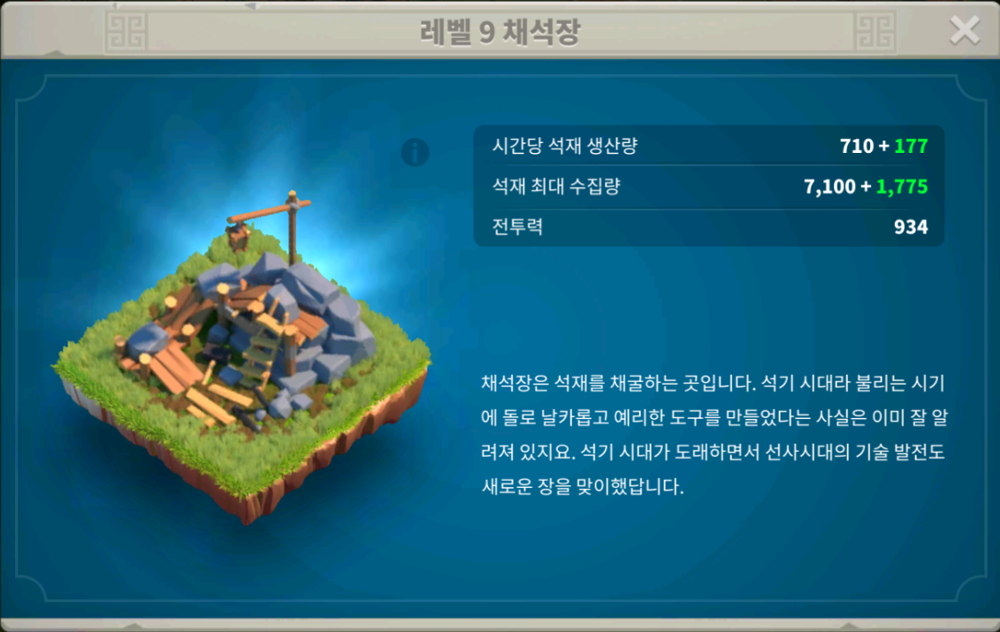 레벨 9 채석장
시간당 석재 생산량 710 + 177
석재 최대 수집량 7,100 + 1,775
전투력 934
채석장은 석재를 채굴하는 곳입니다. 석기 시대라 불리는 시기
에 돌로 날카롭고 예리한 도구를 만들었다는 사실은 이미 잘 알
려져 있지요. 석기 시대가 도래하면서 선사시대의 기술 발전도
새로운 장을 맞이했답니다.